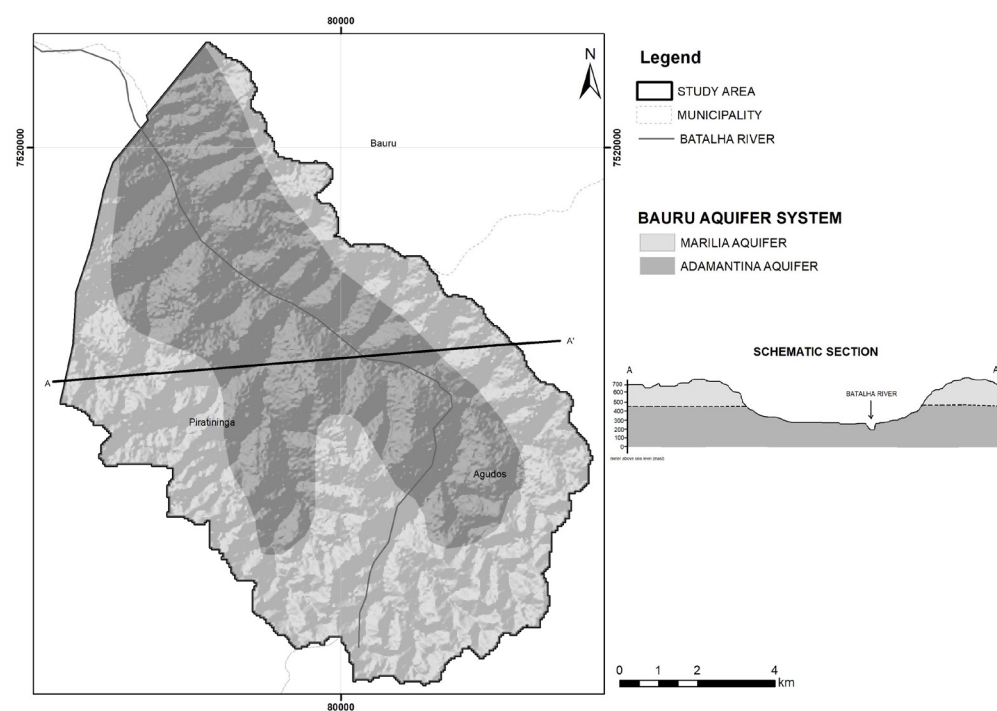 80000
N
7520000
7520000
Bauru
A'
A
Piratininga
Agudos
80000
Legend
STUDY AREA
MUNICIPALITY
BATALHA RIVER
BAURU AQUIFER SYSTEM
MARILIA AQUIFER
ADAMANTINA AQUIFER
SCHEMATIC SECTION
A
A
BATALHA RIVER
700
600
500
400
300
200
100
0
0 1 2 4
km